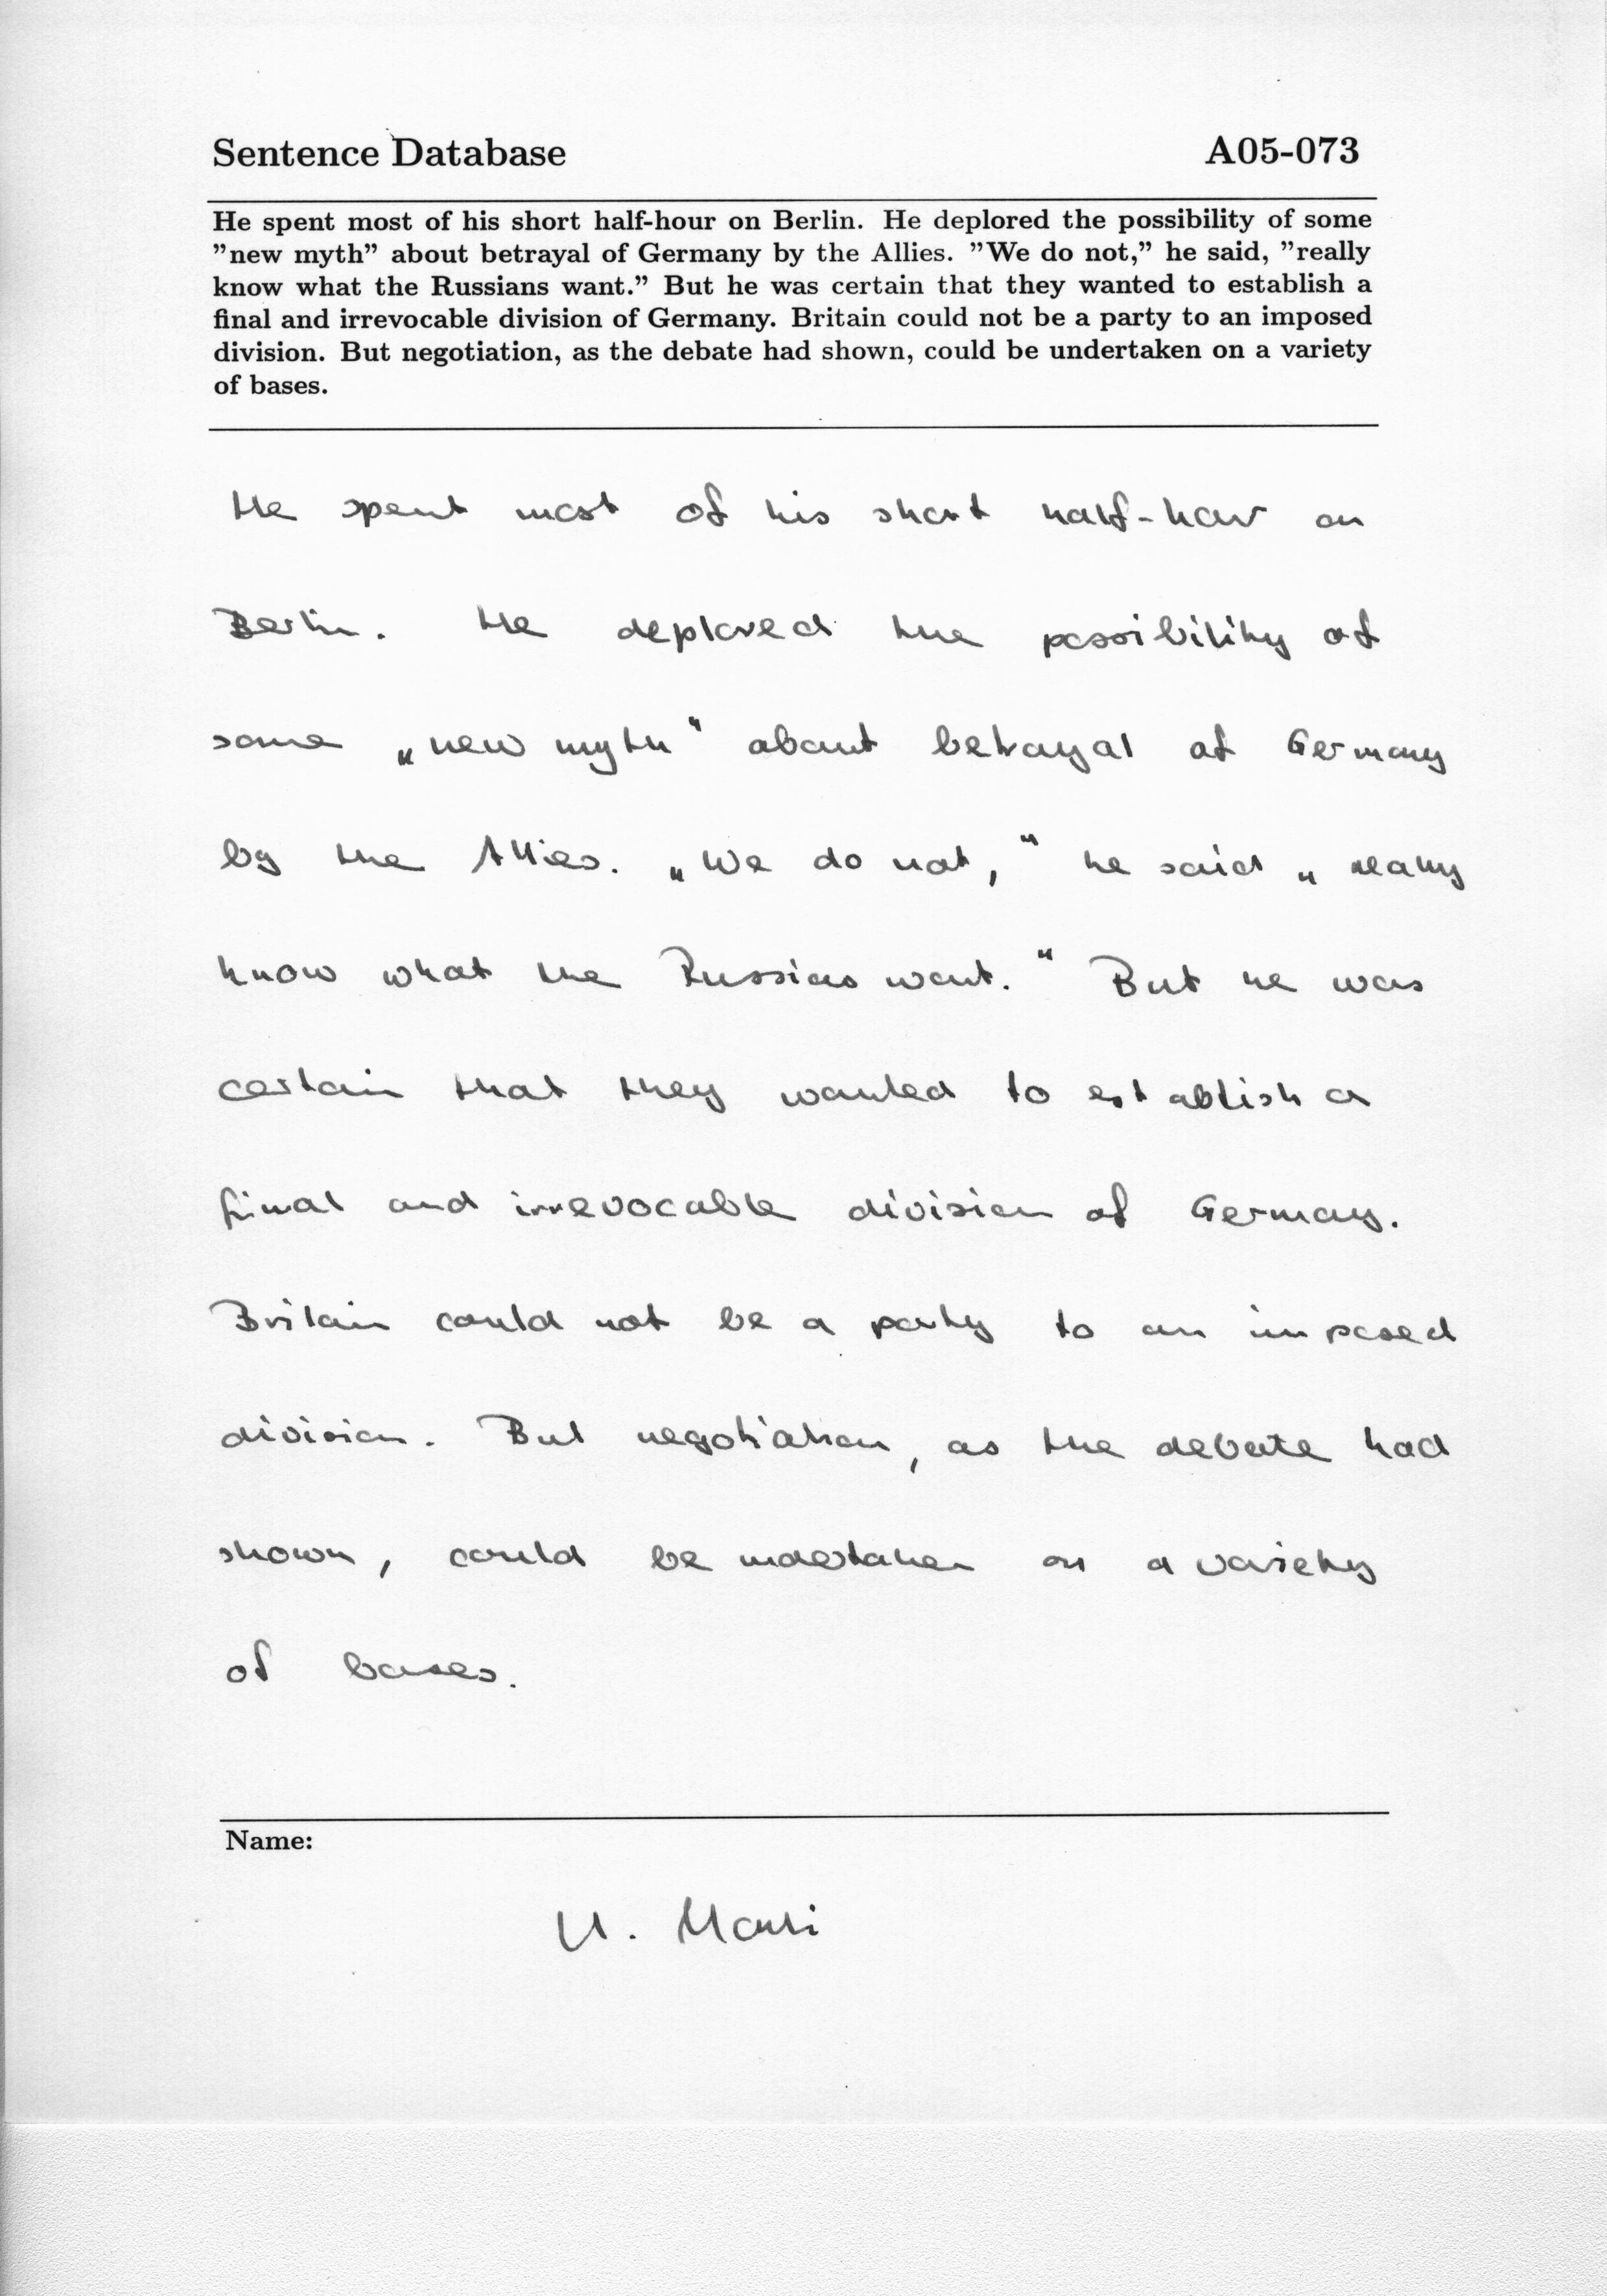 Sentence Database A05-073
He spent most of his short half-hour on Berlin. He deplored the possibility of some
"new myth" about betrayal of Germany by the Allies. "We do not," he said, "really
know what the Russians want." But he was certain that they wanted to establish a
final and irrevocable division of Germany. Britain could not be a party to an imposed
division. But negotiation, as the debate had shown, could be undertaken on a variety
of bases.
He spent most of his short half-hour on
Berlin. He deplored the possibility of
some „new myth" about betrayal of Germany
by the Allies. „We do not," he said „really
know what the Russias want." But he was
certain that they wanted to establish a
final and irrevocable division of Germany.
Britain could not be a party to an imposed
division. But negotiation, as the debate had
shown, could be undertaken on a variety
of bases.
Name:
U.